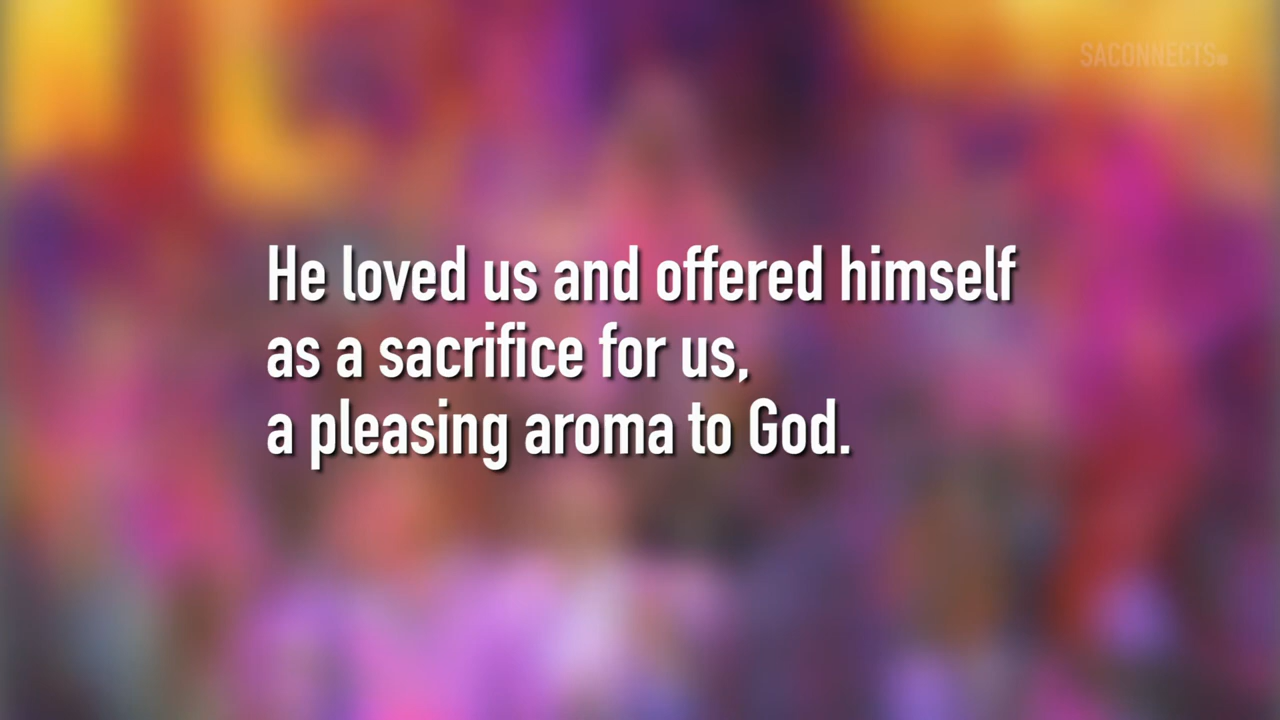 SACONNECTS
He loved us and offered himself
as a sacrifice for us,
a pleasing aroma to God.